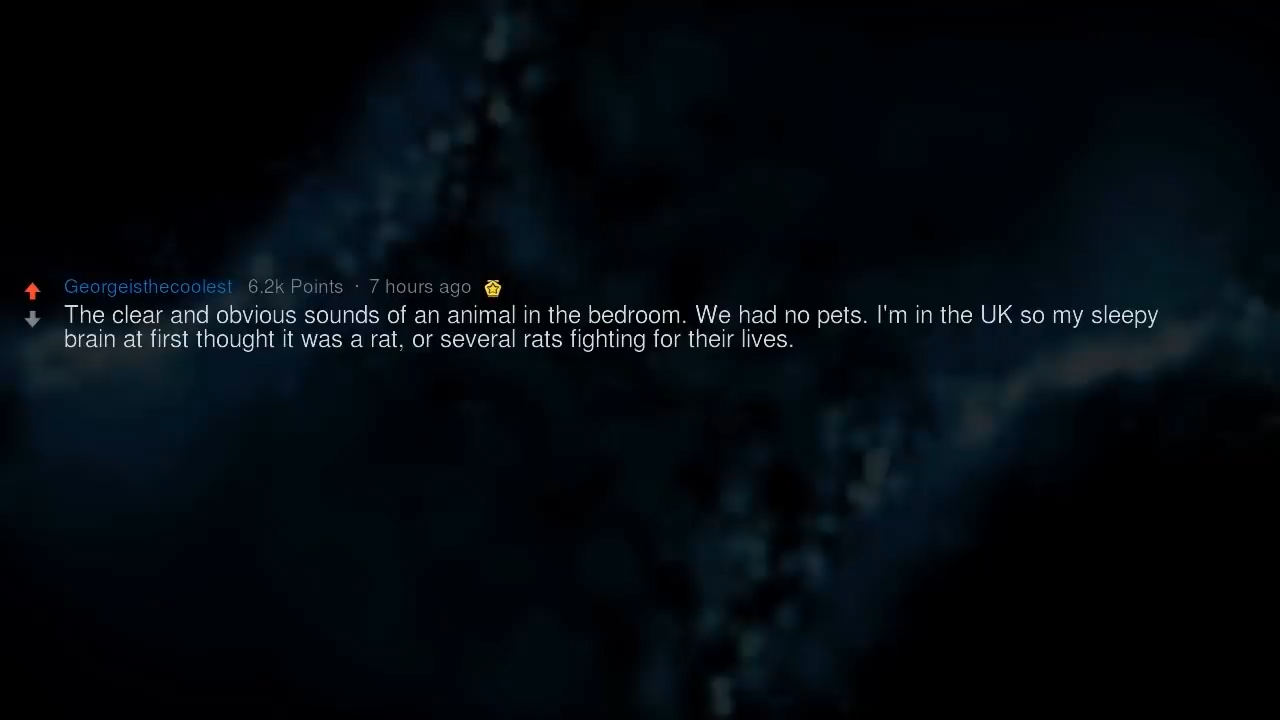 Georgeisthecoolest 6.2k Points · 7 hours ago
The clear and obvious sounds of an animal in the bedroom. We had no pets. I'm in the UK so my sleepy
brain at first thought it was a rat, or several rats fighting for their lives.